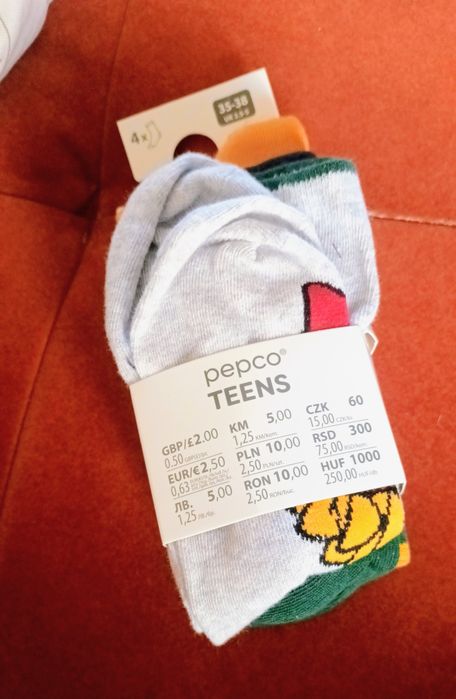 35-38
4x
pepco®
TEENS
GBP/£2.00
0.50
EUR/€2,50
0,63
ЛВ. 5,00
1,25
KM 5,00
1,25
PLN 10,00
2,50
RON 10,00
2,50
CZK 60
15,00
RSD 300
75,00
HUF 1000
250,00